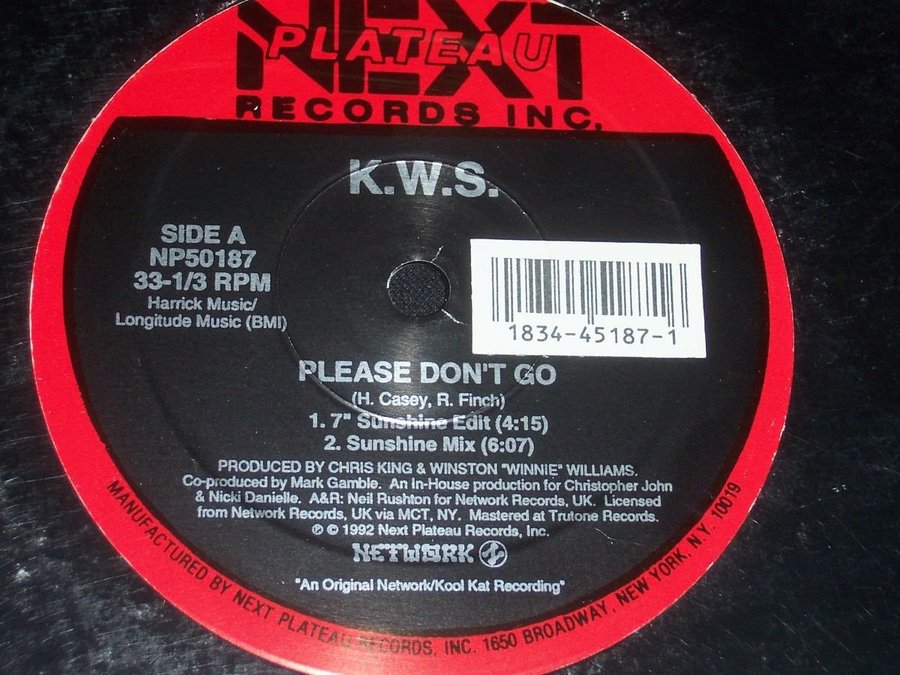 NEXT
PLATEAU
RECORDS INC.
K.W.S.
SIDE A
NP50187
33-1/3 RPM
Harrick Music/
Longitude Music (BMI)
1834-45187-1
PLEASE DON'T GO
(H. Casey, R. Finch)
1. 7" Sunshine Edit (4:15)
2. Sunshine Mix (6:07)
PRODUCED BY CHRIS KING & WINSTON "WINNIE" WILLIAMS.
Co-produced by Mark Gamble. An In-House production for Christopher John
& Nicki Danielle. A&R: Neil Rushton for Network Records, UK. Licensed
from Network Records, UK via MCT, NY. Mastered at Trutone Records.
℗ © 1992 Next Plateau Records, Inc.
NETWORK
"An Original Network/Kool Kat Recording"
MANUFACTURED BY NEXT PLATEAU RECORDS, INC. 1650 BROADWAY, NEW YORK, N.Y. 10019